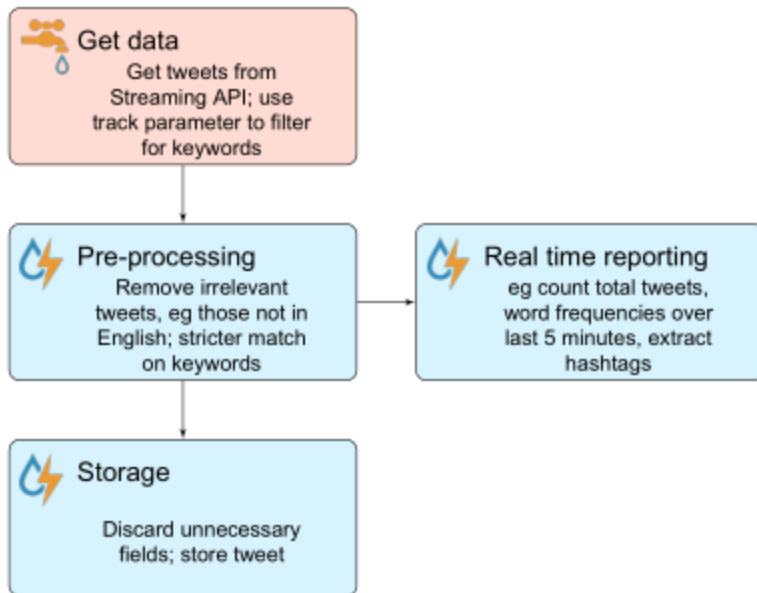 Get data
Get tweets from
Streaming API; use
track parameter to filter
for keywords
Pre-processing
Remove irrelevant
tweets, eg those not in
English; stricter match
on keywords
Real time reporting
eg count total tweets,
word frequencies over
last 5 minutes, extract
hashtags
Storage
Discard unnecessary
fields; store tweet